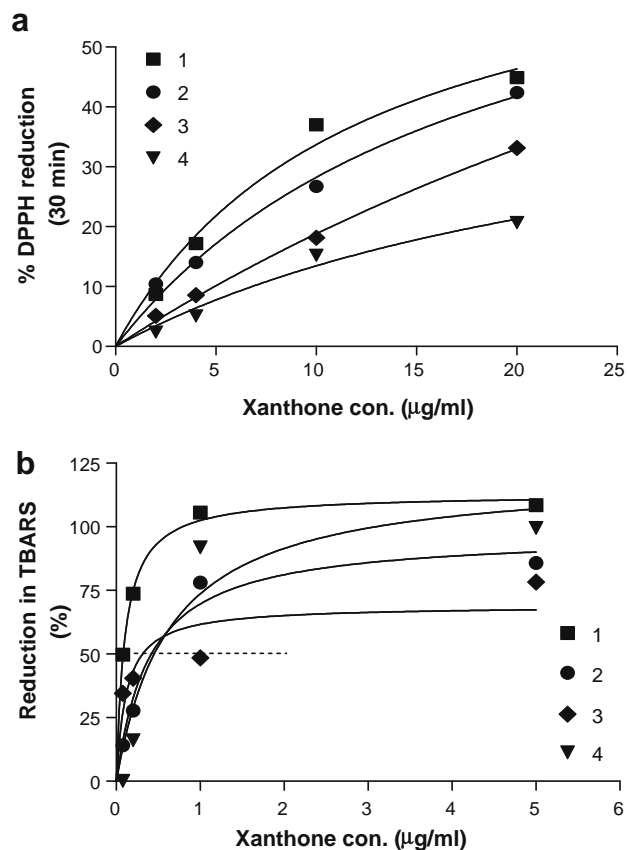 a
1
2
3
4
50
40
30
20
10
0
0 5 10 15 20 25
% DPPH reduction
(30 min)
Xanthone con. (μg/ml)
b
125
100
75
50
25
0
0 1 2 3 4 5 6
Reduction in TBARS
(%)
1
2
3
4
Xanthone con. (μg/ml)